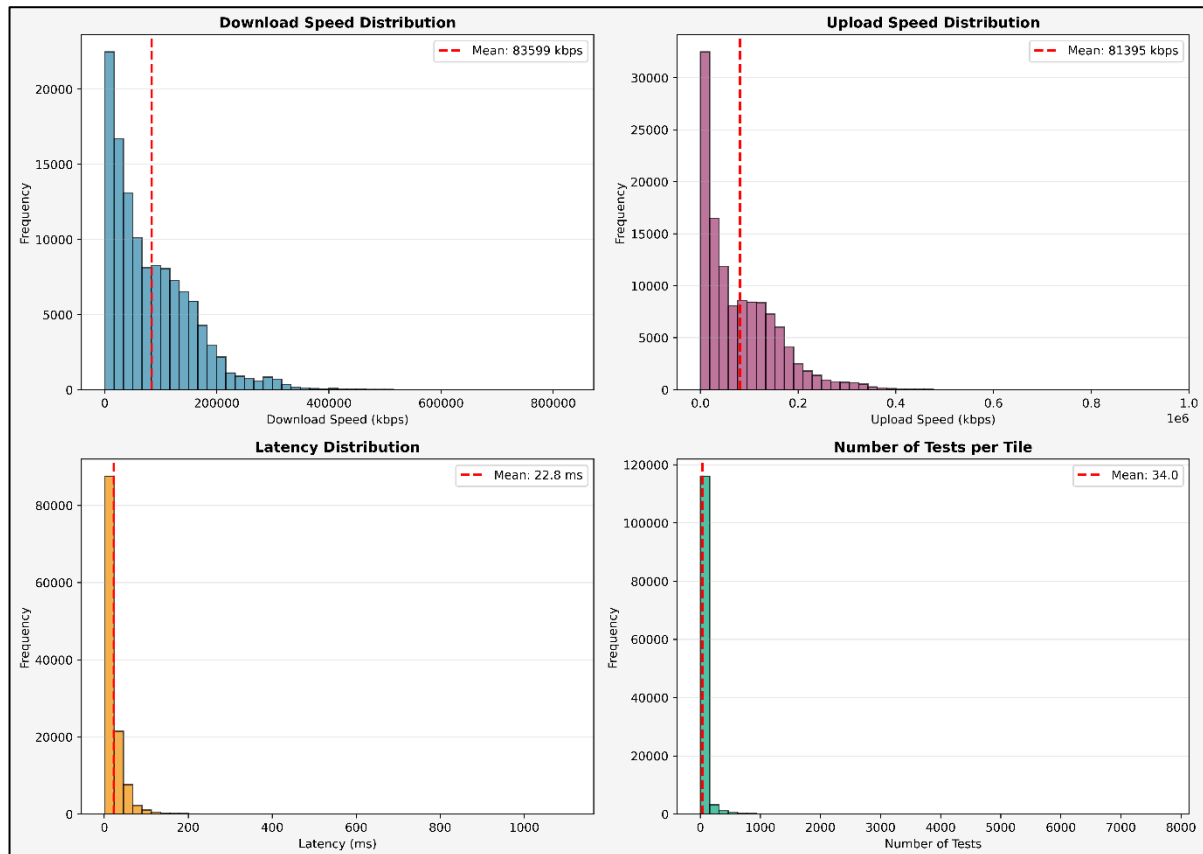 Download Speed Distribution
Mean: 83599 kbps
Frequency
20000
15000
10000
5000
0
0 200000 400000 600000 800000
Download Speed (kbps)
Upload Speed Distribution
Mean: 81395 kbps
Frequency
30000
25000
20000
15000
10000
5000
0
0.0 0.2 0.4 0.6 0.8 1.0
1e6
Upload Speed (kbps)
Latency Distribution
Mean: 22.8 ms
Frequency
80000
60000
40000
20000
0
0 200 400 600 800 1000
Latency (ms)
Number of Tests per Tile
Mean: 34.0
Frequency
120000
100000
80000
60000
40000
20000
0
0 1000 2000 3000 4000 5000 6000 7000 8000
Number of Tests